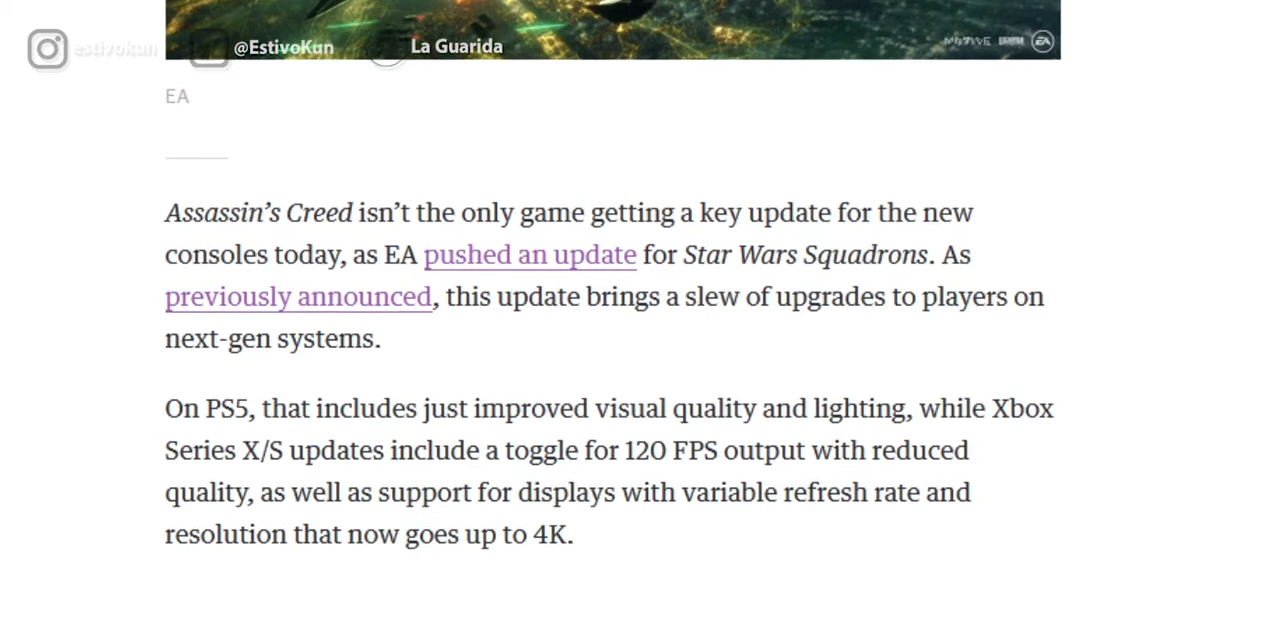 estivokun @EstivoKun La Guarida
MOTIVE EA
EA
Assassin's Creed isn't the only game getting a key update for the new
consoles today, as EA pushed an update for Star Wars Squadrons. As
previously announced, this update brings a slew of upgrades to players on
next-gen systems.
On PS5, that includes just improved visual quality and lighting, while Xbox
Series X/S updates include a toggle for 120 FPS output with reduced
quality, as well as support for displays with variable refresh rate and
resolution that now goes up to 4K.